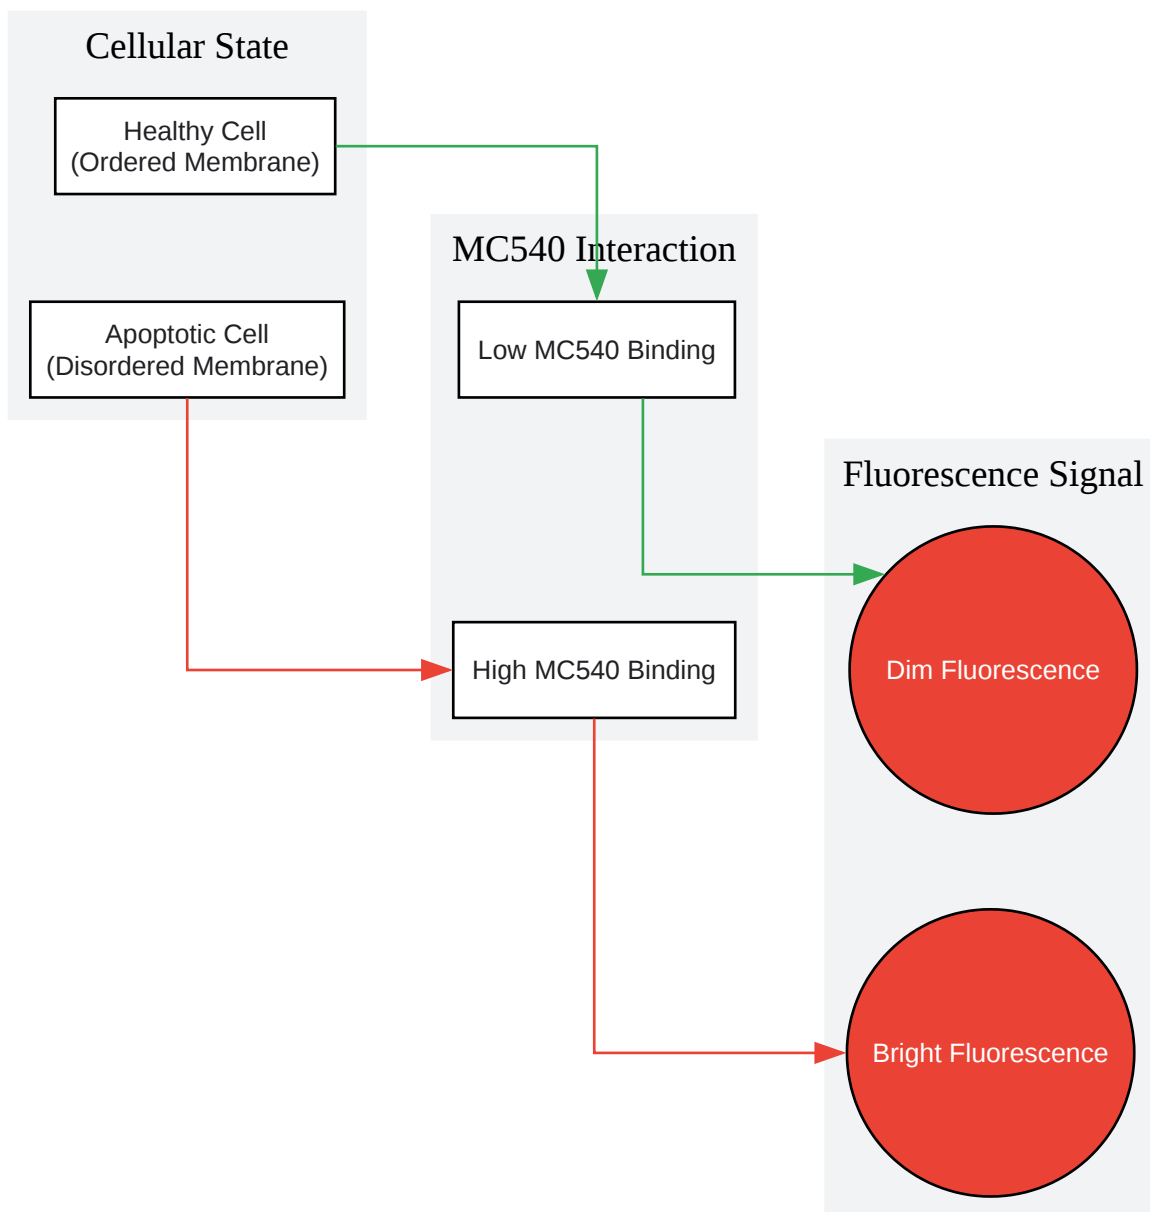 Cellular State
Healthy Cell
(Ordered Membrane)
Apoptotic Cell
(Disordered Membrane)
MC540 Interaction
Low MC540 Binding
High MC540 Binding
Fluorescence Signal
Dim Fluorescence
Bright Fluorescence